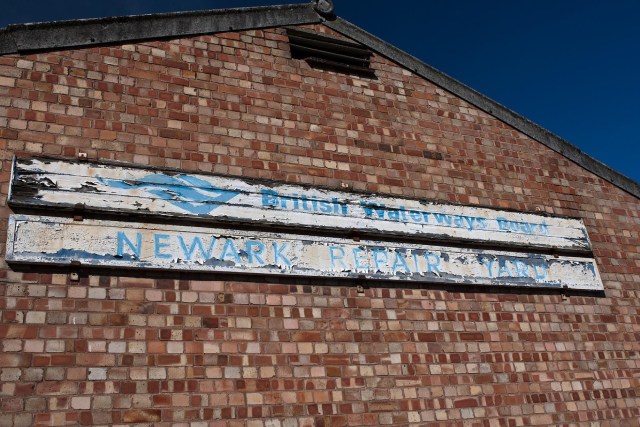 British Waterways Board
NEWARK REPAIR YARD